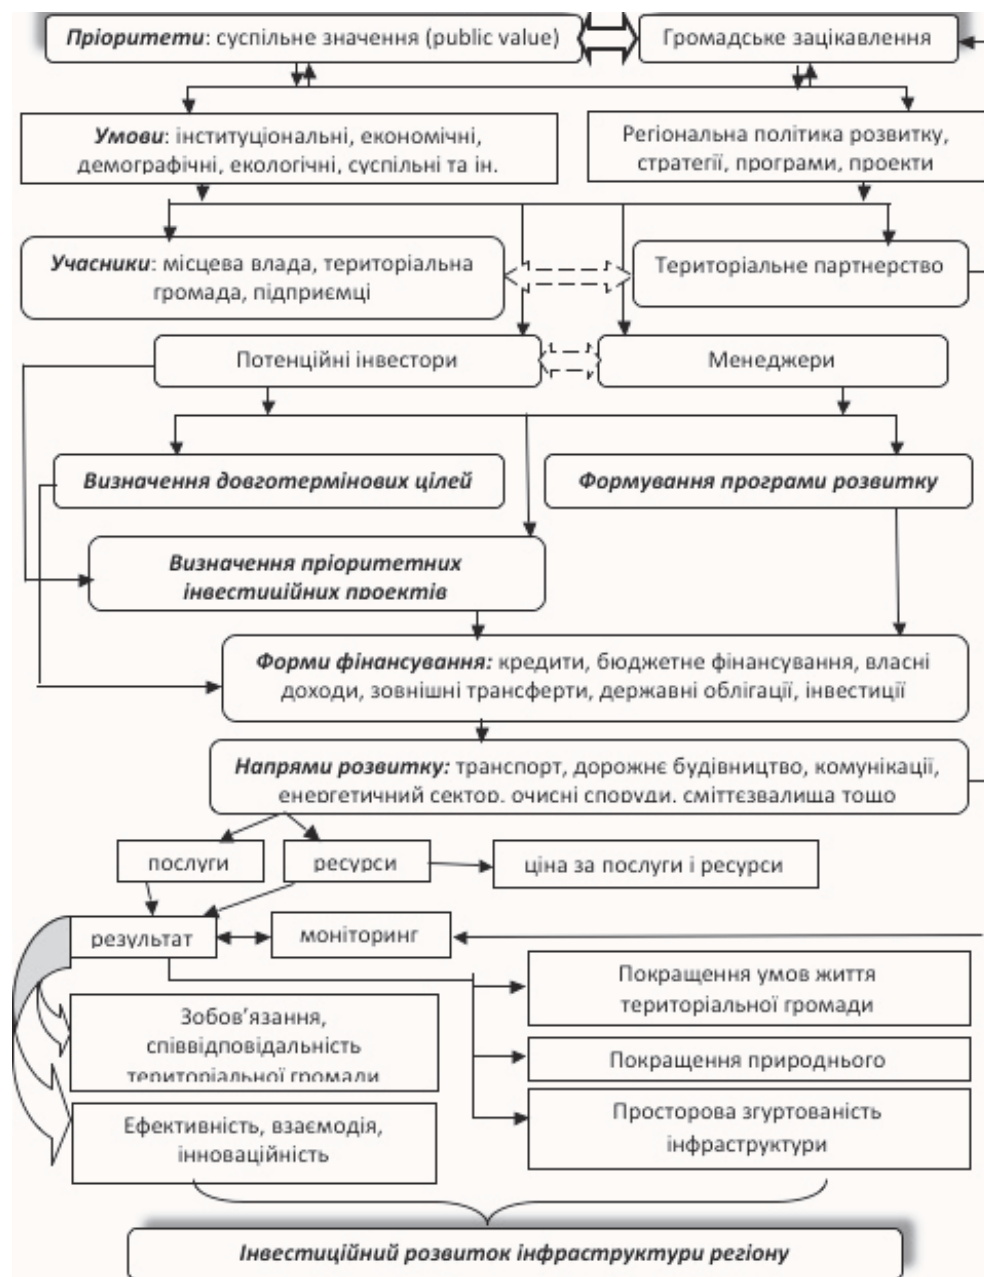 Пріоритети: суспільне значення (public value)
Громадське зацікавлення
Умови: інституціональні, економічні,
демографічні, екологічні, суспільні та ін.
Регіональна політика розвитку,
стратегії, програми, проекти
Учасники: місцева влада, територіальна
громада, підприємці
Територіальне партнерство
Потенційні інвестори
Менеджери
Визначення довготермінових цілей
Формування програми розвитку
Визначення пріоритетних
інвестиційних проектів
Форми фінансування: кредити, бюджетне фінансування, власні
доходи, зовнішні трансферти, державні облігації, інвестиції
Напрями розвитку: транспорт, дорожнє будівництво, комунікації,
енергетичний сектор, очисні споруди, сміттєзвалища тощо
послуги
ресурси
ціна за послуги і ресурси
результат
моніторинг
Покращення умов життя
територіальної громади
Зобов’язання,
співвідповідальність
територіальної громади
Покращення природнього
Ефективність, взаємодія,
інноваційність
Просторова згуртованість
інфраструктури
Інвестиційний розвиток інфраструктури регіону